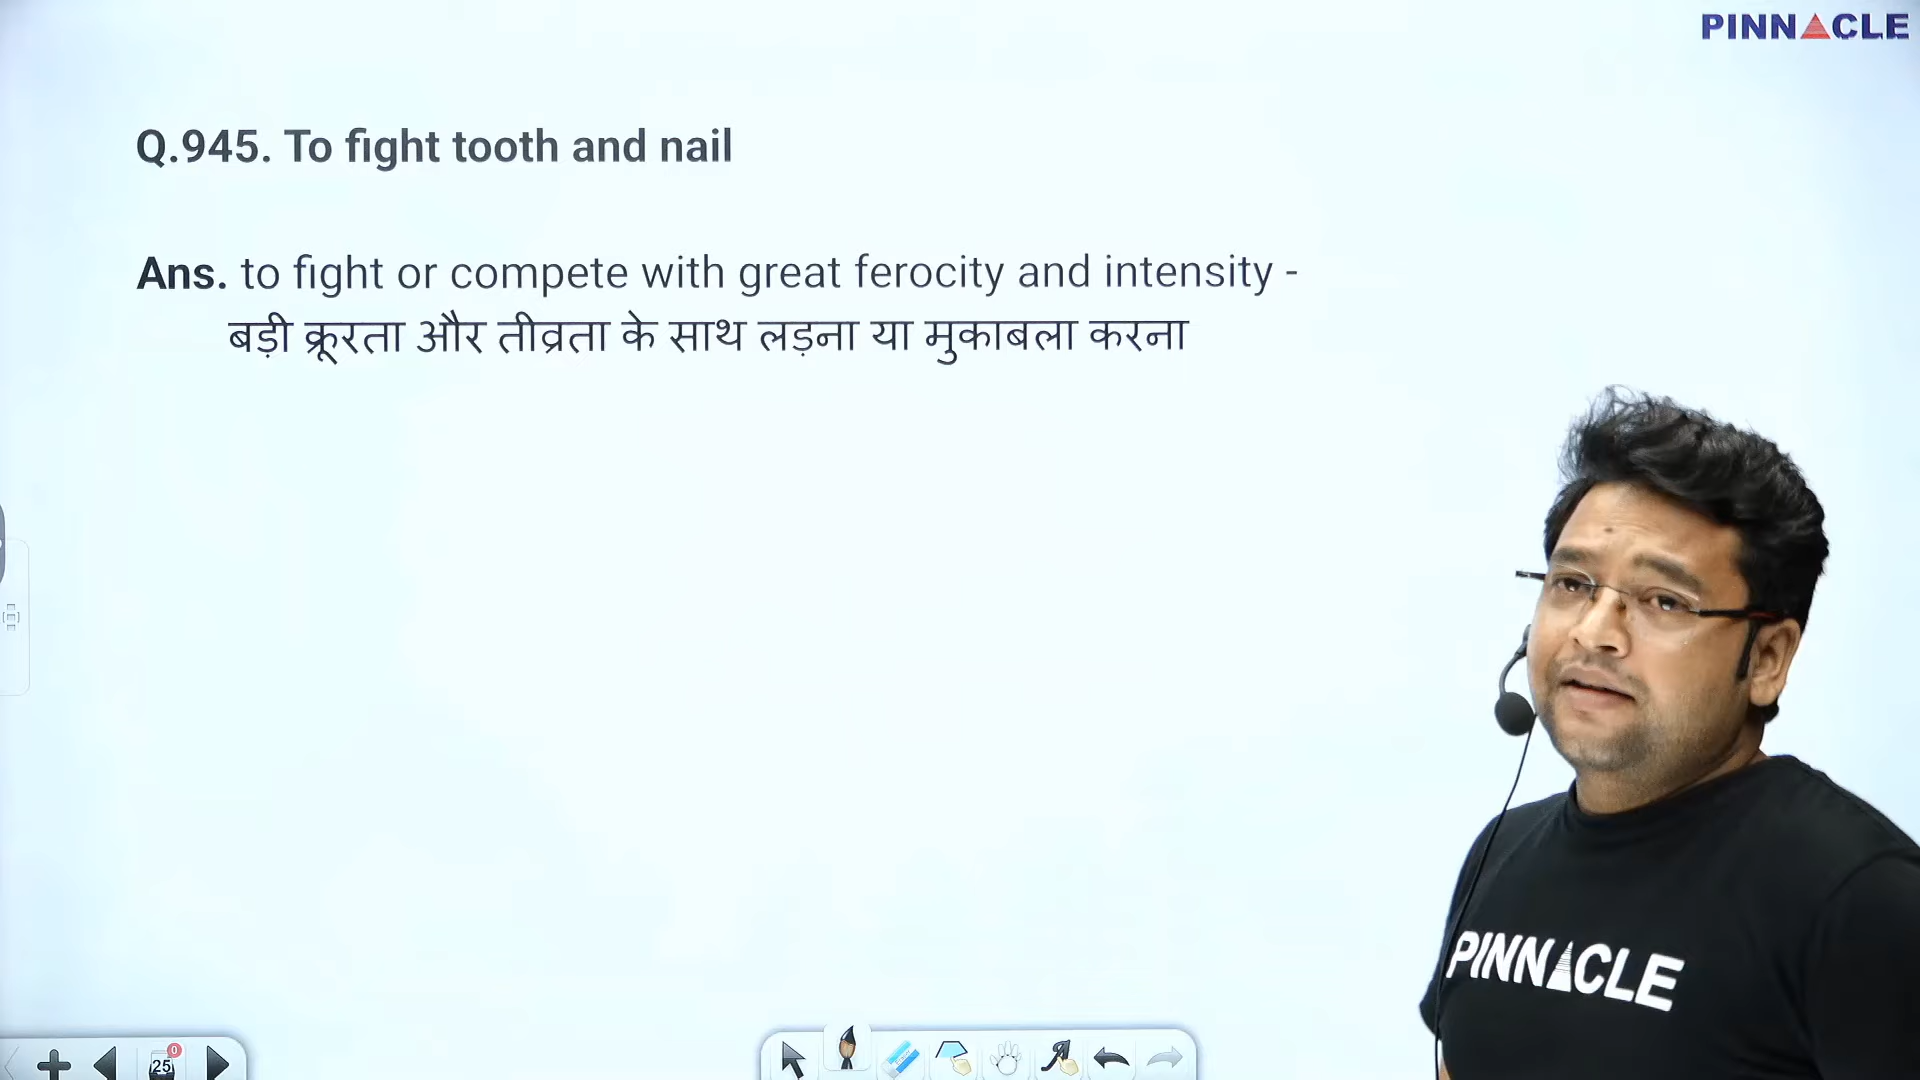 PINNACLE
Q.945. To fight tooth and nail
Ans. to fight or compete with great ferocity and intensity -
बड़ी क्रूरता और तीव्रता के साथ लड़ना या मुकाबला करना
PINNACLE
25
0